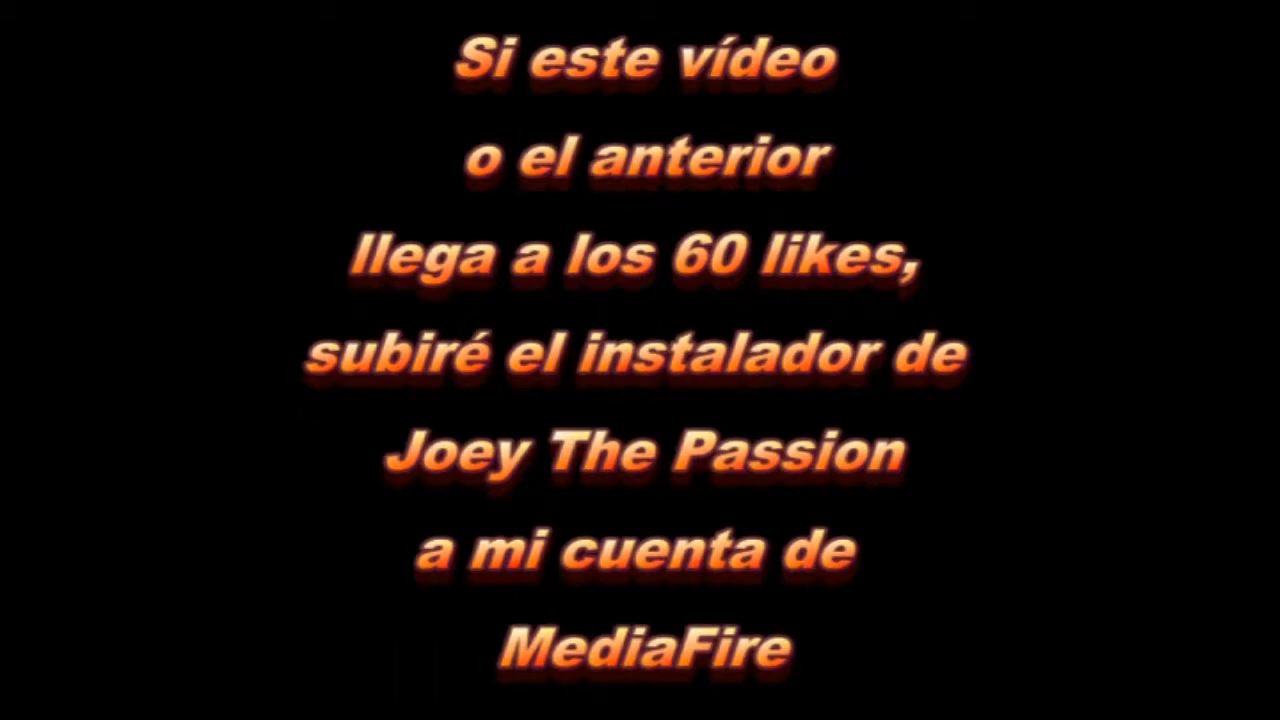 Si este vídeo
o el anterior
llega a los 60 likes,
subiré el instalador de
Joey The Passion
a mi cuenta de
MediaFire